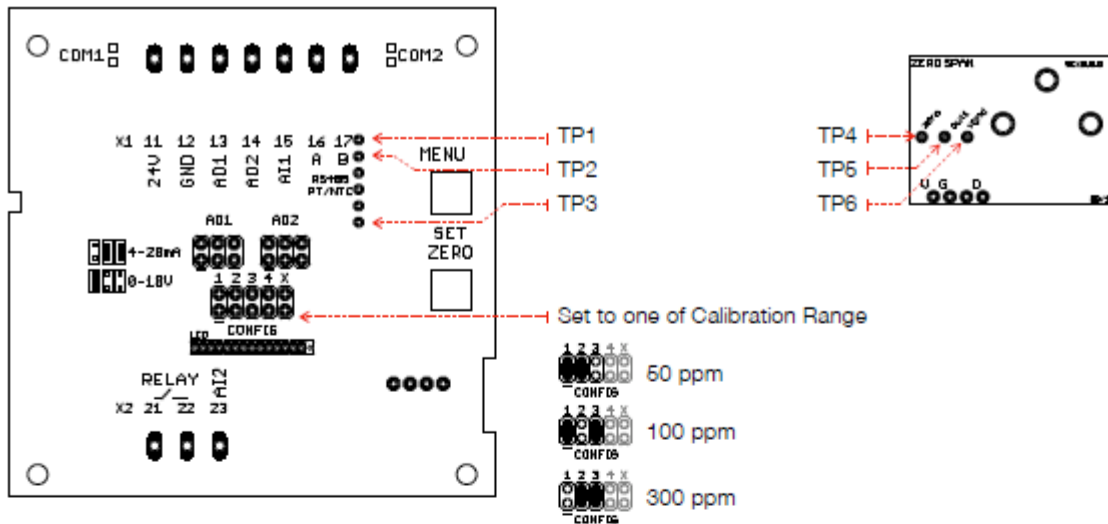 COM1
COM2
X1 11 12 13 14 15 16 17
24V GND AO1 AO2 AI1 A B
RS485
PT/NTC
MENU
AO1 AO2
SET
ZERO
4-20mA
0-10V
1 2 3 4 X
CONFIG
LCD
RELAY
AI2
X2 21 22 23
TP1
TP2
TP3
Set to one of Calibration Range
1 2 3 4 X
CONFIG
50 ppm
1 2 3 4 X
CONFIG
100 ppm
1 2 3 4 X
CONFIG
300 ppm
ZERO SPAN
ZERO
TP4
TP5
TP6
V G D